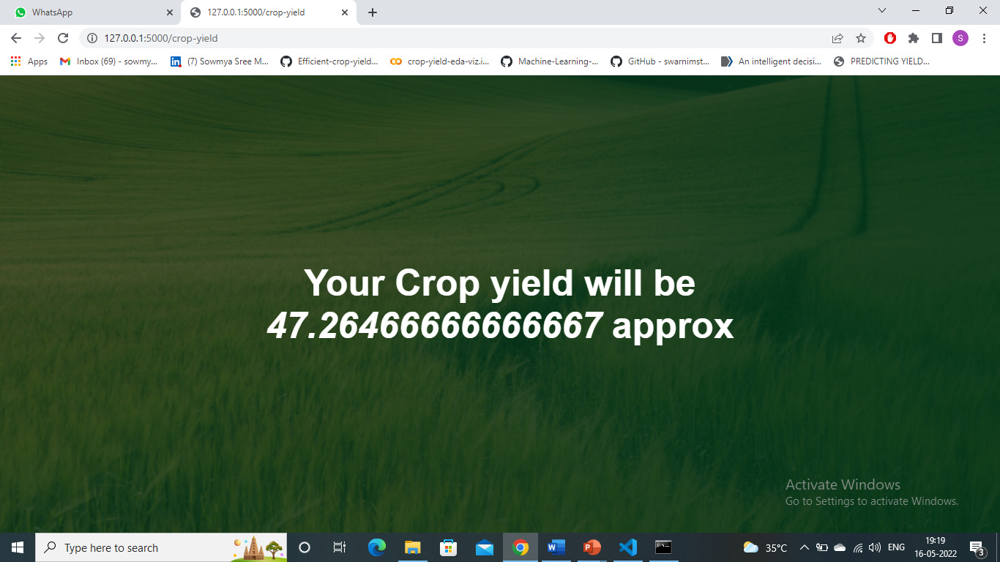 WhatsApp
127.0.0.1:5000/crop-yield
127.0.0.1:5000/crop-yield
S
Apps
Inbox (69) - sowmy...
(7) Sowmya Sree M...
Efficient-crop-yield...
crop-yield-eda-viz.i...
Machine-Learning-...
GitHub - swarnimst...
An intelligent decisi...
PREDICTING YIELD...
Your Crop yield will be
47.26466666666667 approx
Activate Windows
Go to Settings to activate Windows.
Type here to search
35°C
ENG
19:19
16-05-2022
3